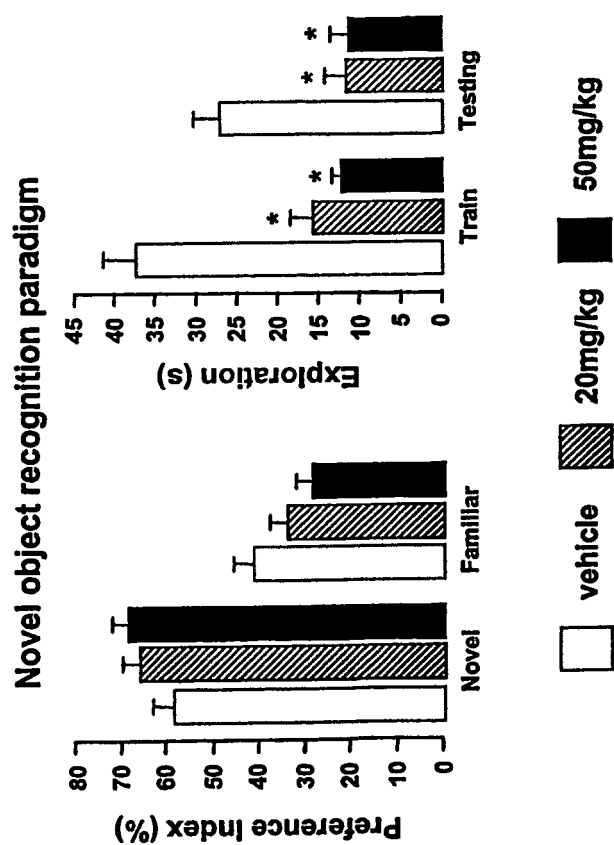 Novel object recognition paradigm
Preference Index (%)
80
70
60
50
40
30
20
10
0
Novel
Familiar
Exploration (s)
45
40
35
30
25
20
15
10
5
0
*
*
*
*
Train
Testing
vehicle
20mg/kg
50mg/kg